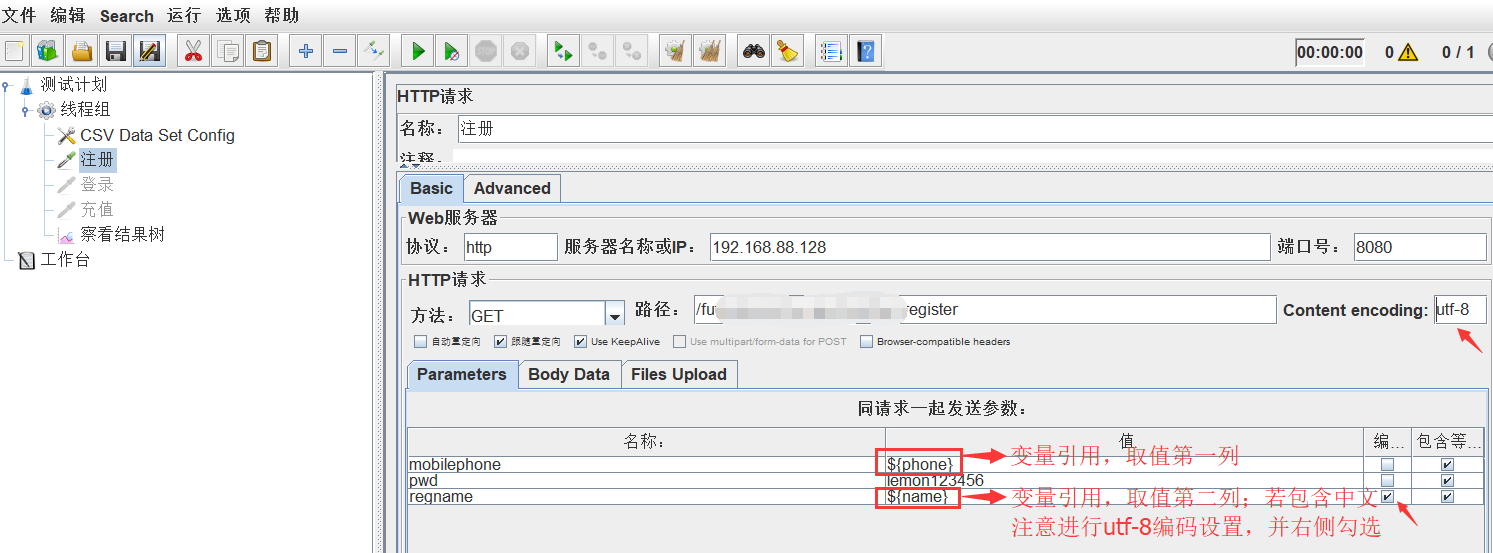 文件 编辑 Search 运行 选项 帮助
00:00:00 0 0 / 1
测试计划
线程组
CSV Data Set Config
注册
登录
充值
察看结果树
工作台
HTTP请求
名称： 注册
注释：
Basic Advanced
Web服务器
协议： http 服务器名称或IP： 192.168.88.128 端口号： 8080
HTTP请求
方法： GET 路径： /fu register Content encoding: utf-8
自动重定向 跟随重定向 Use KeepAlive Use multipart/form-data for POST Browser-compatible headers
Parameters Body Data Files Upload
同请求一起发送参数：
名称： 值 编... 包含等...
mobilephone ${phone} 变量引用，取值第一列
pwd lemon123456
regname ${name} 变量引用，取值第二列；若包含中文
注意进行utf-8编码设置，并右侧勾选